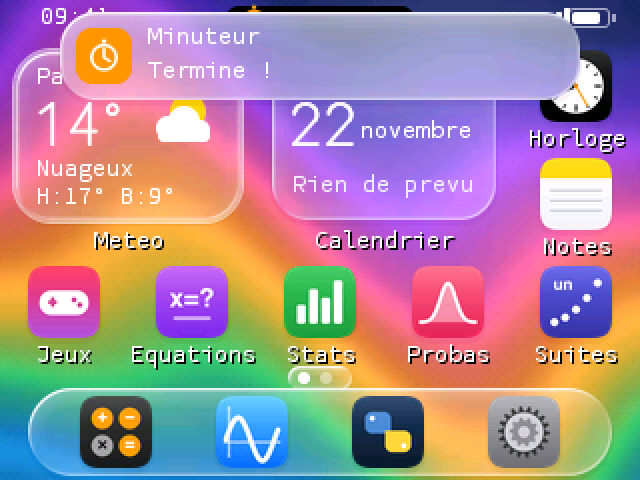 Minuteur
Termine !
14°
Nuageux
H:17° B:9°
Meteo
22 novembre
Rien de prevu
Calendrier
Horloge
Notes
Jeux
x=?
Equations
Stats
Probas
un
Suites